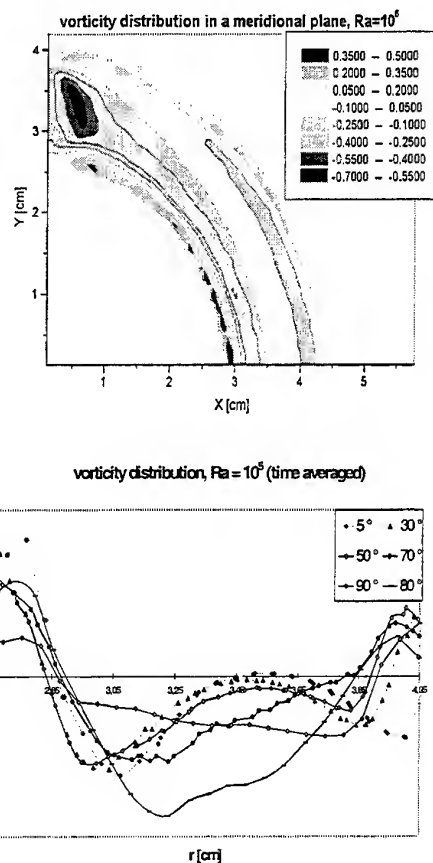 vorticity distribution in a meridional plane, Ra=10⁶
0.3500 – 0.5000
0.2000 – 0.3500
0.0500 – 0.2000
-0.1000 – 0.0500
-0.2500 – -0.1000
-0.4000 – -0.2500
-0.5500 – -0.4000
-0.7000 – -0.5500
4
3
2
1
Y [cm]
1 2 3 4 5
X [cm]
vorticity distribution, Ra = 10⁵ (time averaged)
5° 30°
50° 70°
90° 80°
2,85 3,05 3,25 4,05
r [cm]